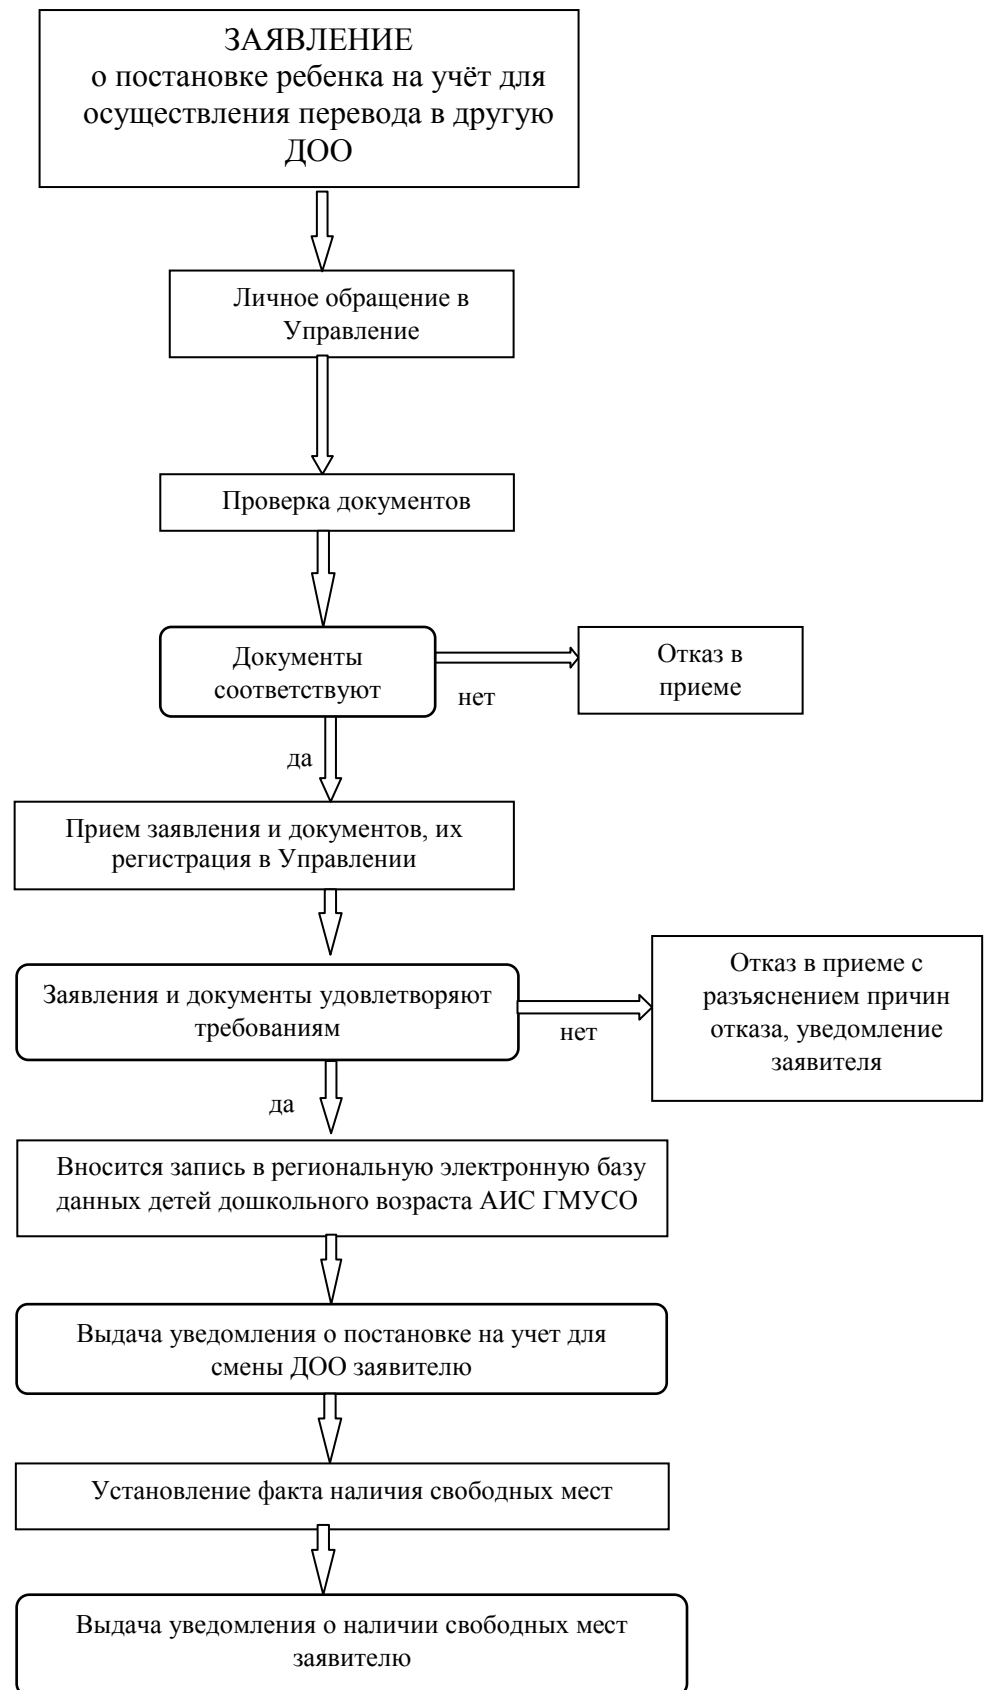 ЗАЯВЛЕНИЕ
о постановке ребенка на учёт для
осуществления перевода в другую
ДОО
Личное обращение в
Управление
Проверка документов
Документы
соответствуют
нет
Отказ в
приеме
да
Прием заявления и документов, их
регистрация в Управлении
Заявления и документы удовлетворяют
требованиям
нет
Отказ в приеме с
разъяснением причин
отказа, уведомление
заявителя
да
Вносится запись в региональную электронную базу
данных детей дошкольного возраста АИС ГМУСО
Выдача уведомления о постановке на учет для
смены ДОО заявителю
Установление факта наличия свободных мест
Выдача уведомления о наличии свободных мест
заявителю